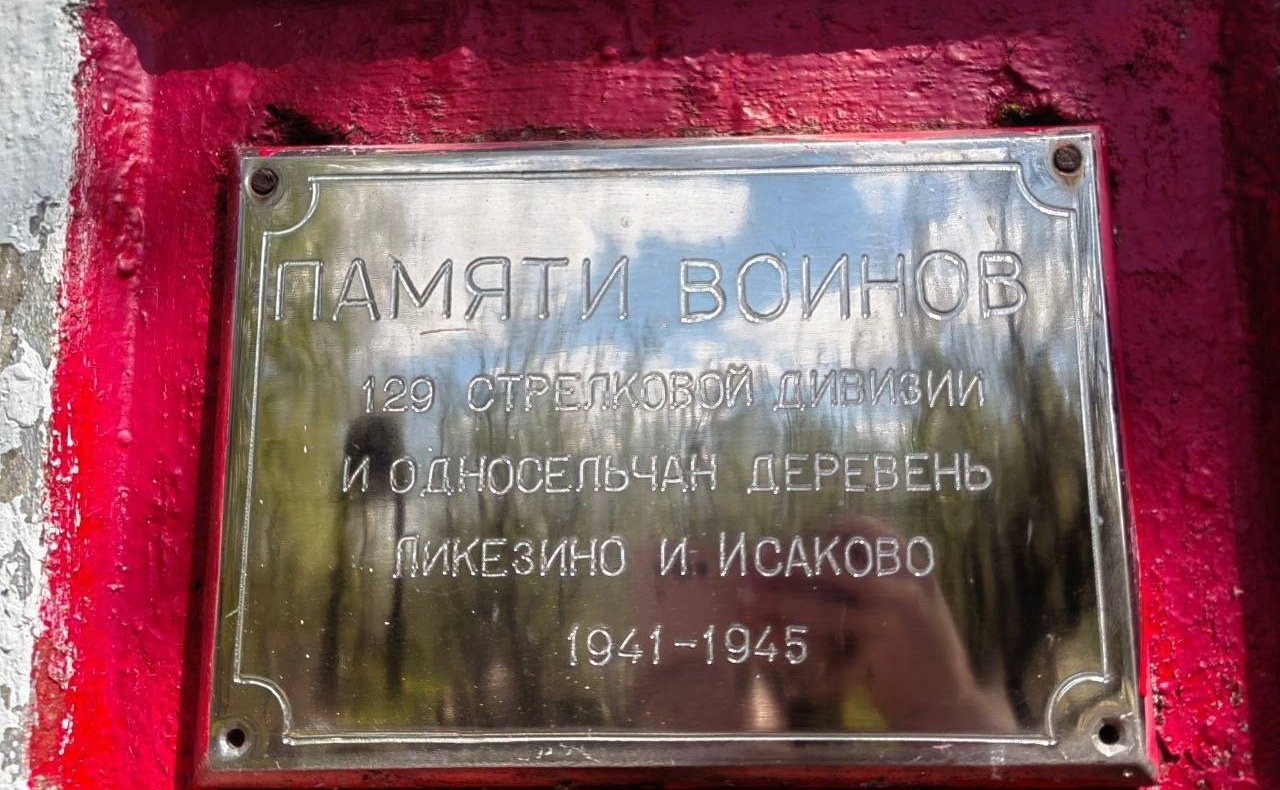 ПАМЯТИ ВОИНОВ
129 СТРЕЛКОВОЙ ДИВИЗИИ
И ОДНОСЕЛЬЧАН ДЕРЕВЕНЬ
ЛИКЕЗИНО И ИСАКОВО
1941-1945